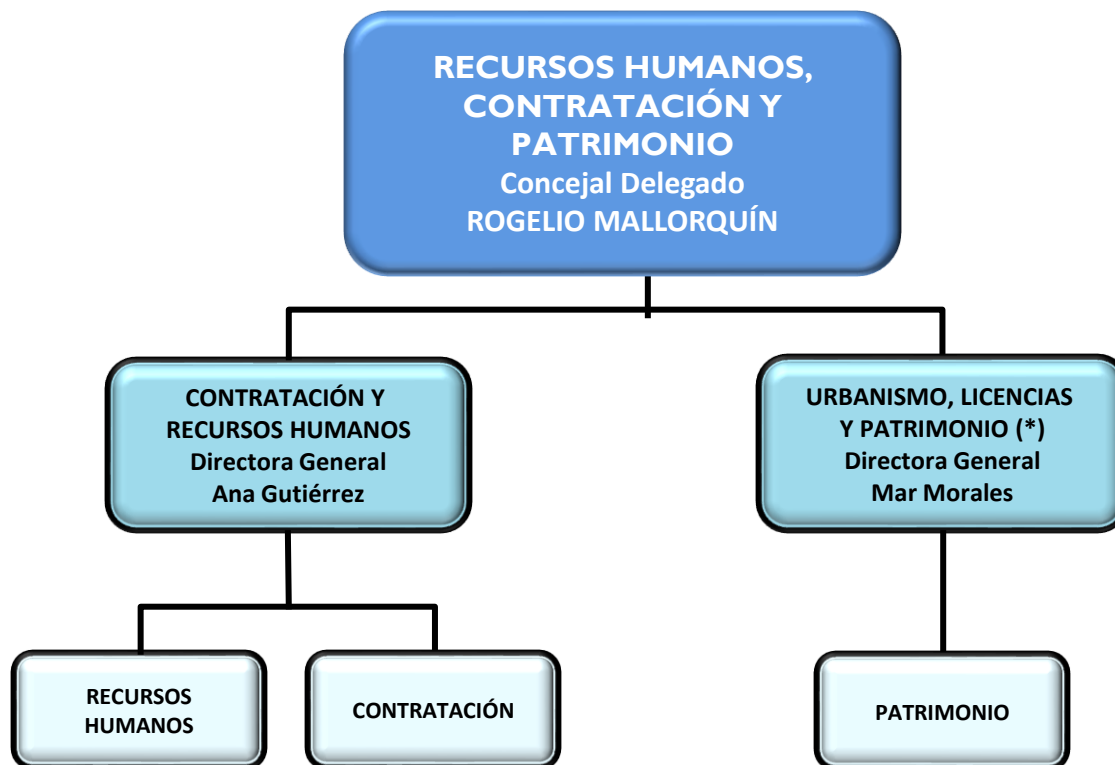 RECURSOS HUMANOS,
CONTRATACIÓN Y
PATRIMONIO
Concejal Delegado
ROGELIO MALLORQUÍN
CONTRATACIÓN Y
RECURSOS HUMANOS
Directora General
Ana Gutiérrez
URBANISMO, LICENCIAS
Y PATRIMONIO (*)
Directora General
Mar Morales
RECURSOS
HUMANOS
CONTRATACIÓN
PATRIMONIO